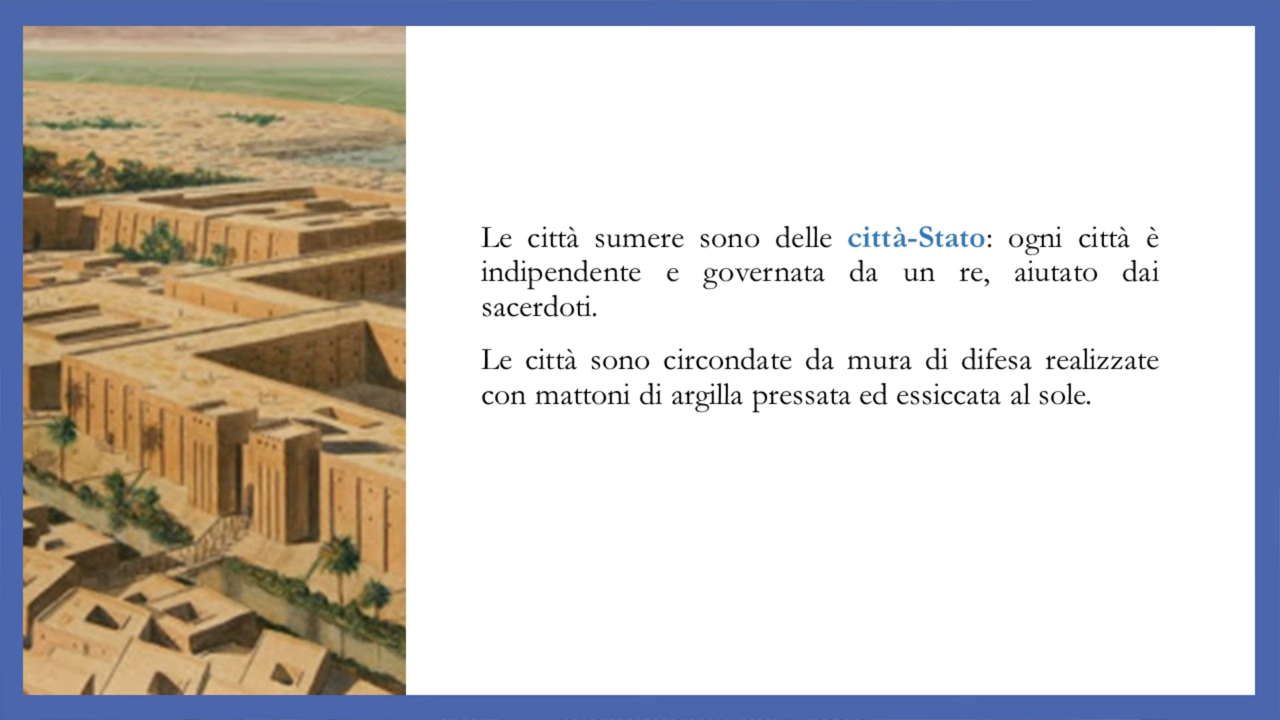 Le città sumere sono delle città-Stato: ogni città è
indipendente e governata da un re, aiutato dai
sacerdoti.
Le città sono circondate da mura di difesa realizzate
con mattoni di argilla pressata ed essiccata al sole.